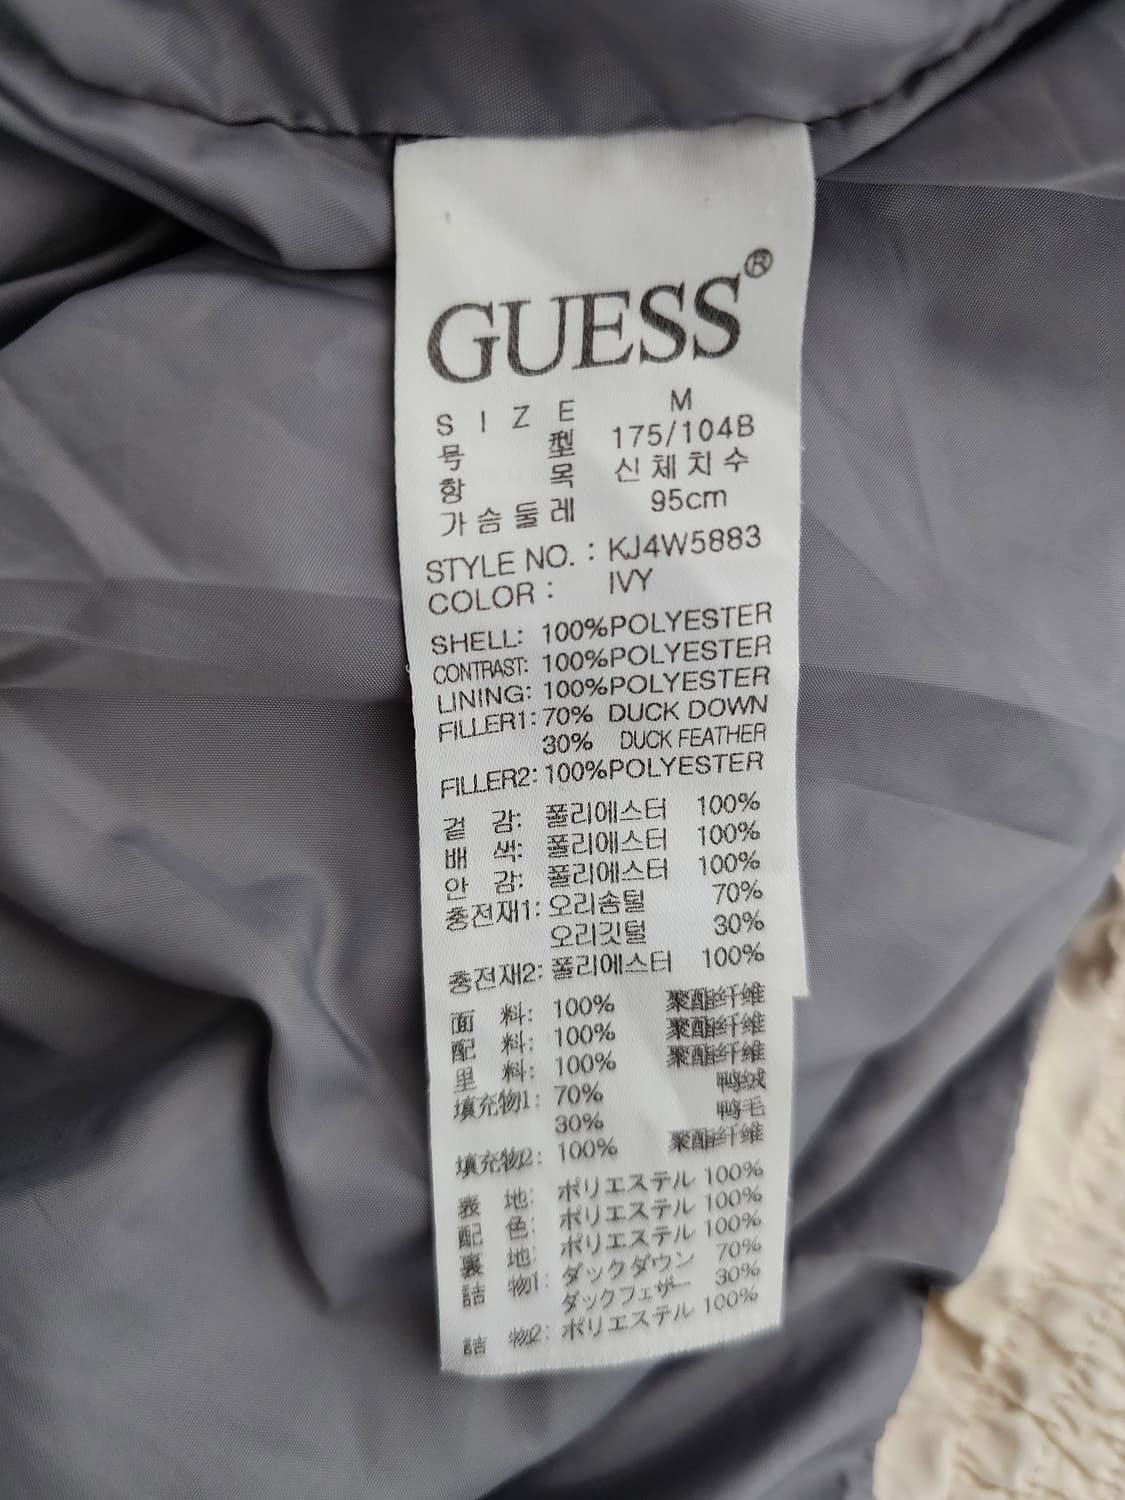 GUESS®
SIZE M
号型 175/104B
항목 신체치수
가슴둘레 95cm
STYLE NO. : KJ4W5883
COLOR : IVY
SHELL: 100%POLYESTER
CONTRAST: 100%POLYESTER
LINING: 100%POLYESTER
FILLER1: 70% DUCK DOWN
30% DUCK FEATHER
FILLER2: 100%POLYESTER
겉감: 폴리에스터 100%
배색: 폴리에스터 100%
안감: 폴리에스터 100%
충전재1: 오리솜털 70%
오리깃털 30%
충전재2: 폴리에스터 100%
面料: 100% 聚酯纤维
配料: 100% 聚酯纤维
里料: 100% 聚酯纤维
填充物1: 70% 鸭绒
30% 鸭毛
填充物2: 100% 聚酯纤维
表地: ポリエステル 100%
配色: ポリエステル 100%
裏地: ポリエステル 100%
詰物1: ダックダウン 70%
ダックフェザー 30%
詰物2: ポリエステル 100%